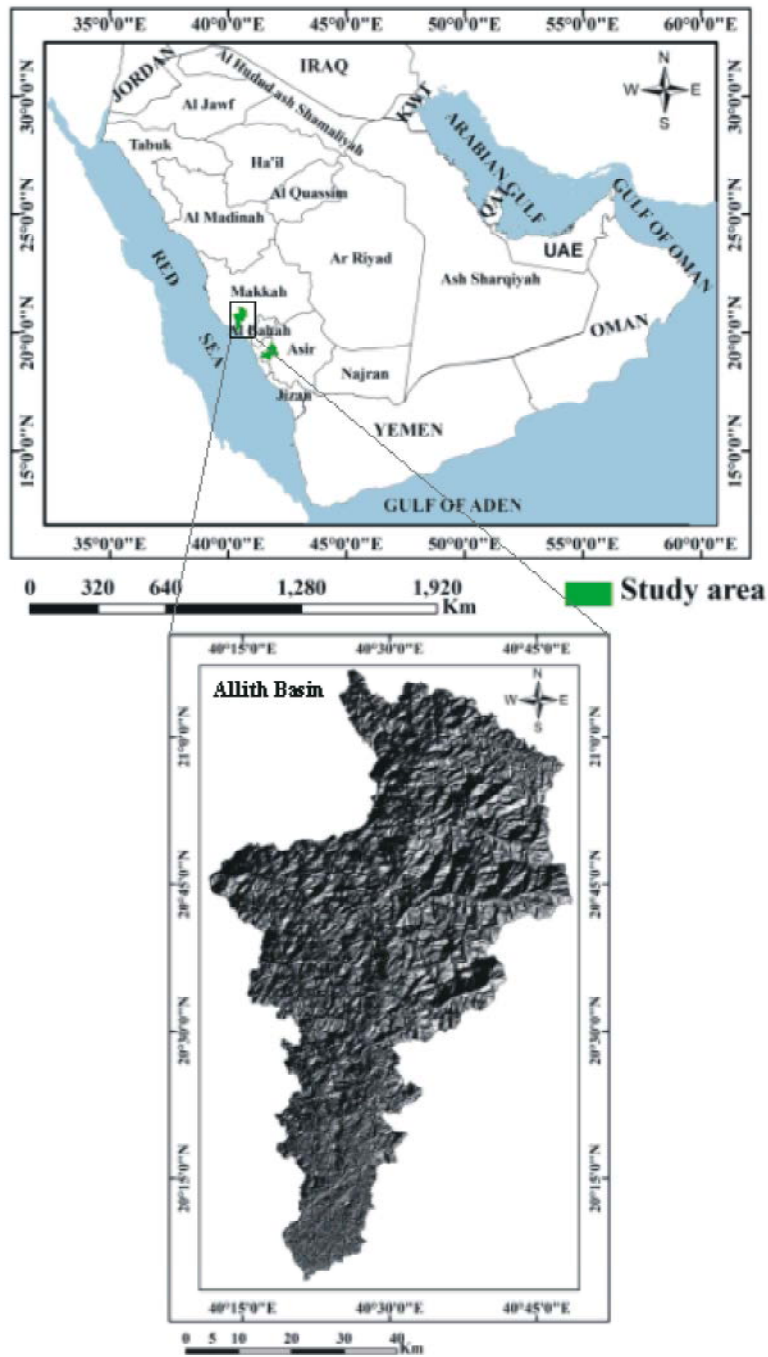 35°0'0"E 40°0'0"E 45°0'0"E 50°0'0"E 55°0'0"E 60°0'0"E
N
W E
S
IRAQ
JORDAN
Al Hudud ash Shamaliyah
KWT
Al Jawf
Tabuk
Ha'il
Al Quassim
ARABIAN GULF
QAT
GULF OF OMAN
Al Madinah
UAE
Ar Riyad
Ash Sharqiyah
RED SEA
Makkah
OMAN
Al Bahah
Asir
Najran
Jizan
YEMEN
GULF OF ADEN
30°0'0"N 30°0'0"N
25°0'0"N 25°0'0"N
20°0'0"N 20°0'0"N
15°0'0"N 15°0'0"N
35°0'0"E 40°0'0"E 45°0'0"E 50°0'0"E 55°0'0"E 60°0'0"E
0 320 640 1,280 1,920
Km
Study area
40°15'0"E 40°30'0"E 40°45'0"E
Allith Basin
N
W E
S
21°0'0"N 21°0'0"N
20°45'0"N 20°45'0"N
20°30'0"N 20°30'0"N
20°15'0"N 20°15'0"N
40°15'0"E 40°30'0"E 40°45'0"E
0 5 10 20 30 40
Km